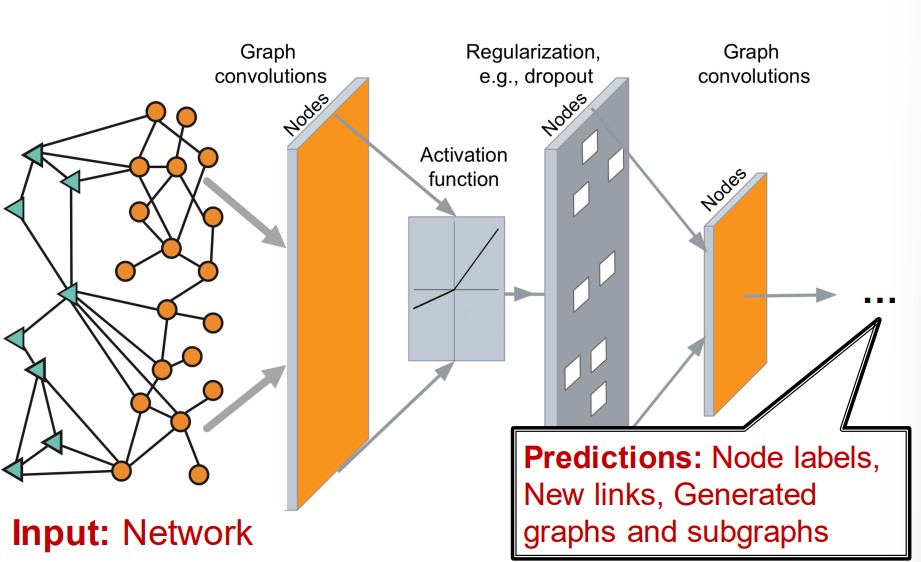 Graph
convolutions
Nodes
Activation
function
Regularization,
e.g., dropout
Nodes
Graph
convolutions
Nodes
...
Input: Network
Predictions: Node labels,
New links, Generated
graphs and subgraphs